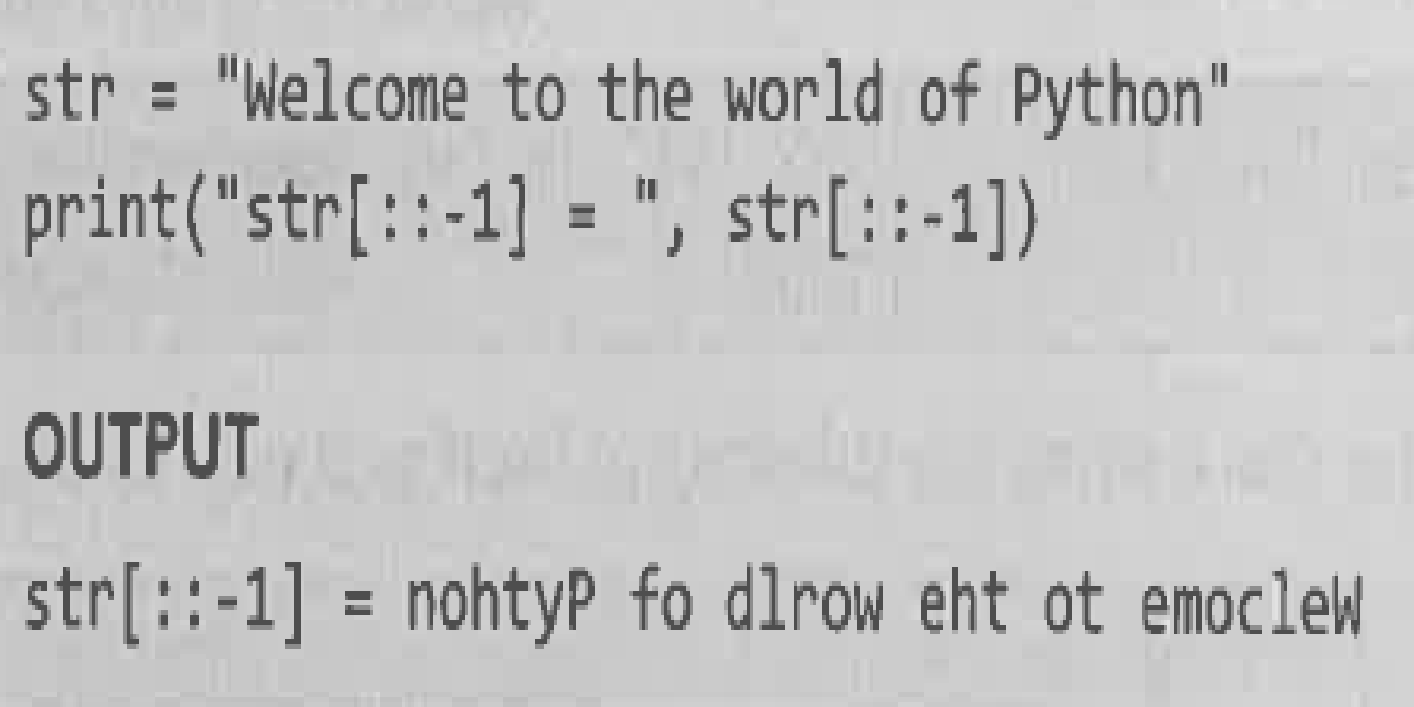 str = "Welcome to the world of Python"
print("str[::-1] = ", str[::-1])
OUTPUT
str[::-1] = nohtyP fo dlrow eht ot emocleW